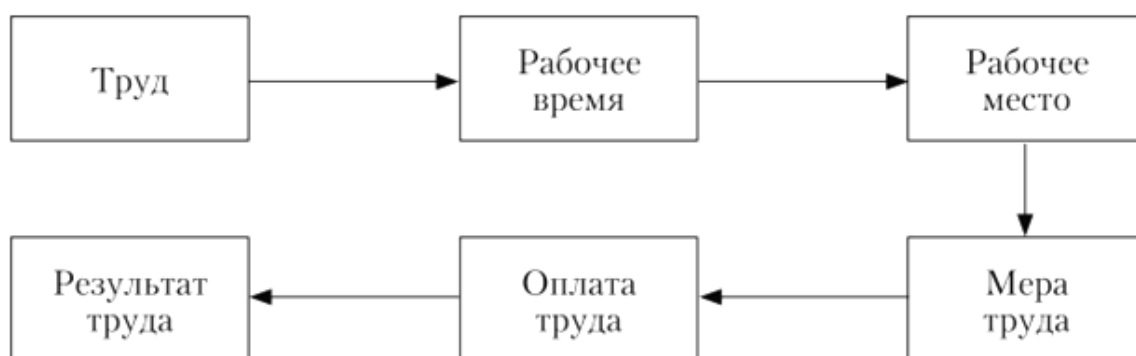 Труд
Рабочее
время
Рабочее
место
Мера
труда
Оплата
труда
Результат
труда